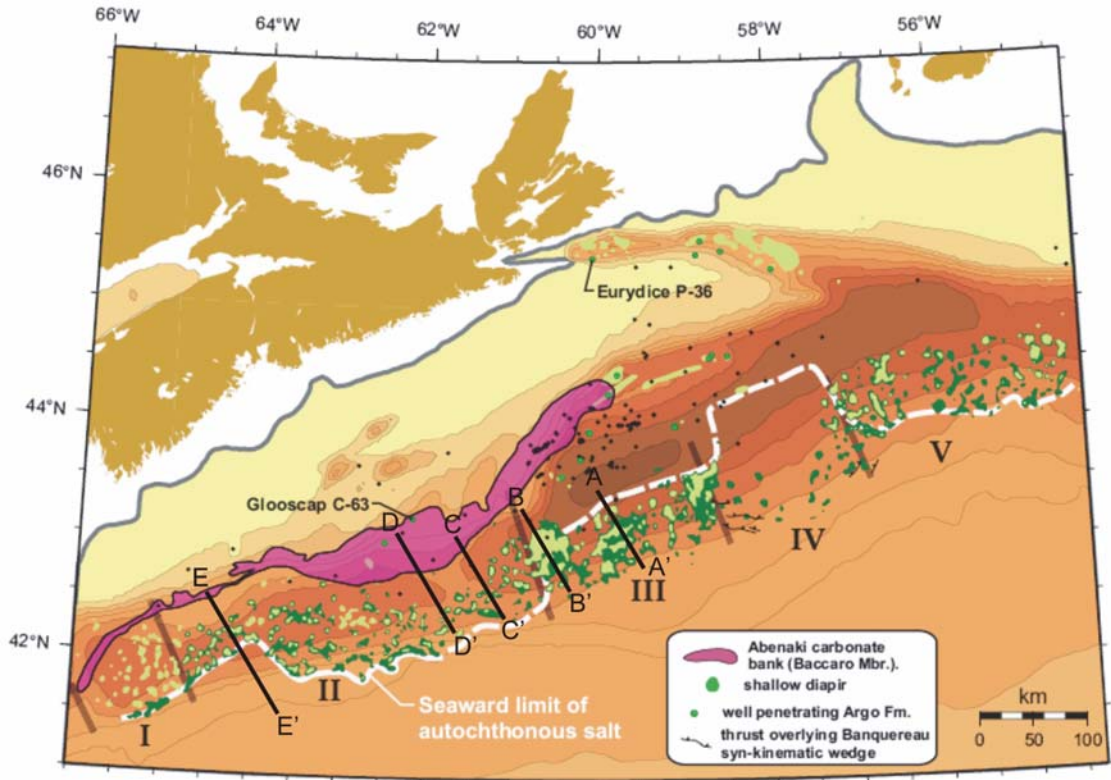 66°W 64°W 62°W 60°W 58°W 56°W
46°N
44°N
42°N
Eurydice P-36
Glooscap C-63
A
B
C
D
E
A'
B'
C'
D'
E'
I
II
III
IV
V
Seaward limit of
autochthonous salt
Abenaki carbonate
bank (Baccaro Mbr.).
shallow diapir
well penetrating Argo Fm.
thrust overlying Banquereau
syn-kinematic wedge
km
0 50 100